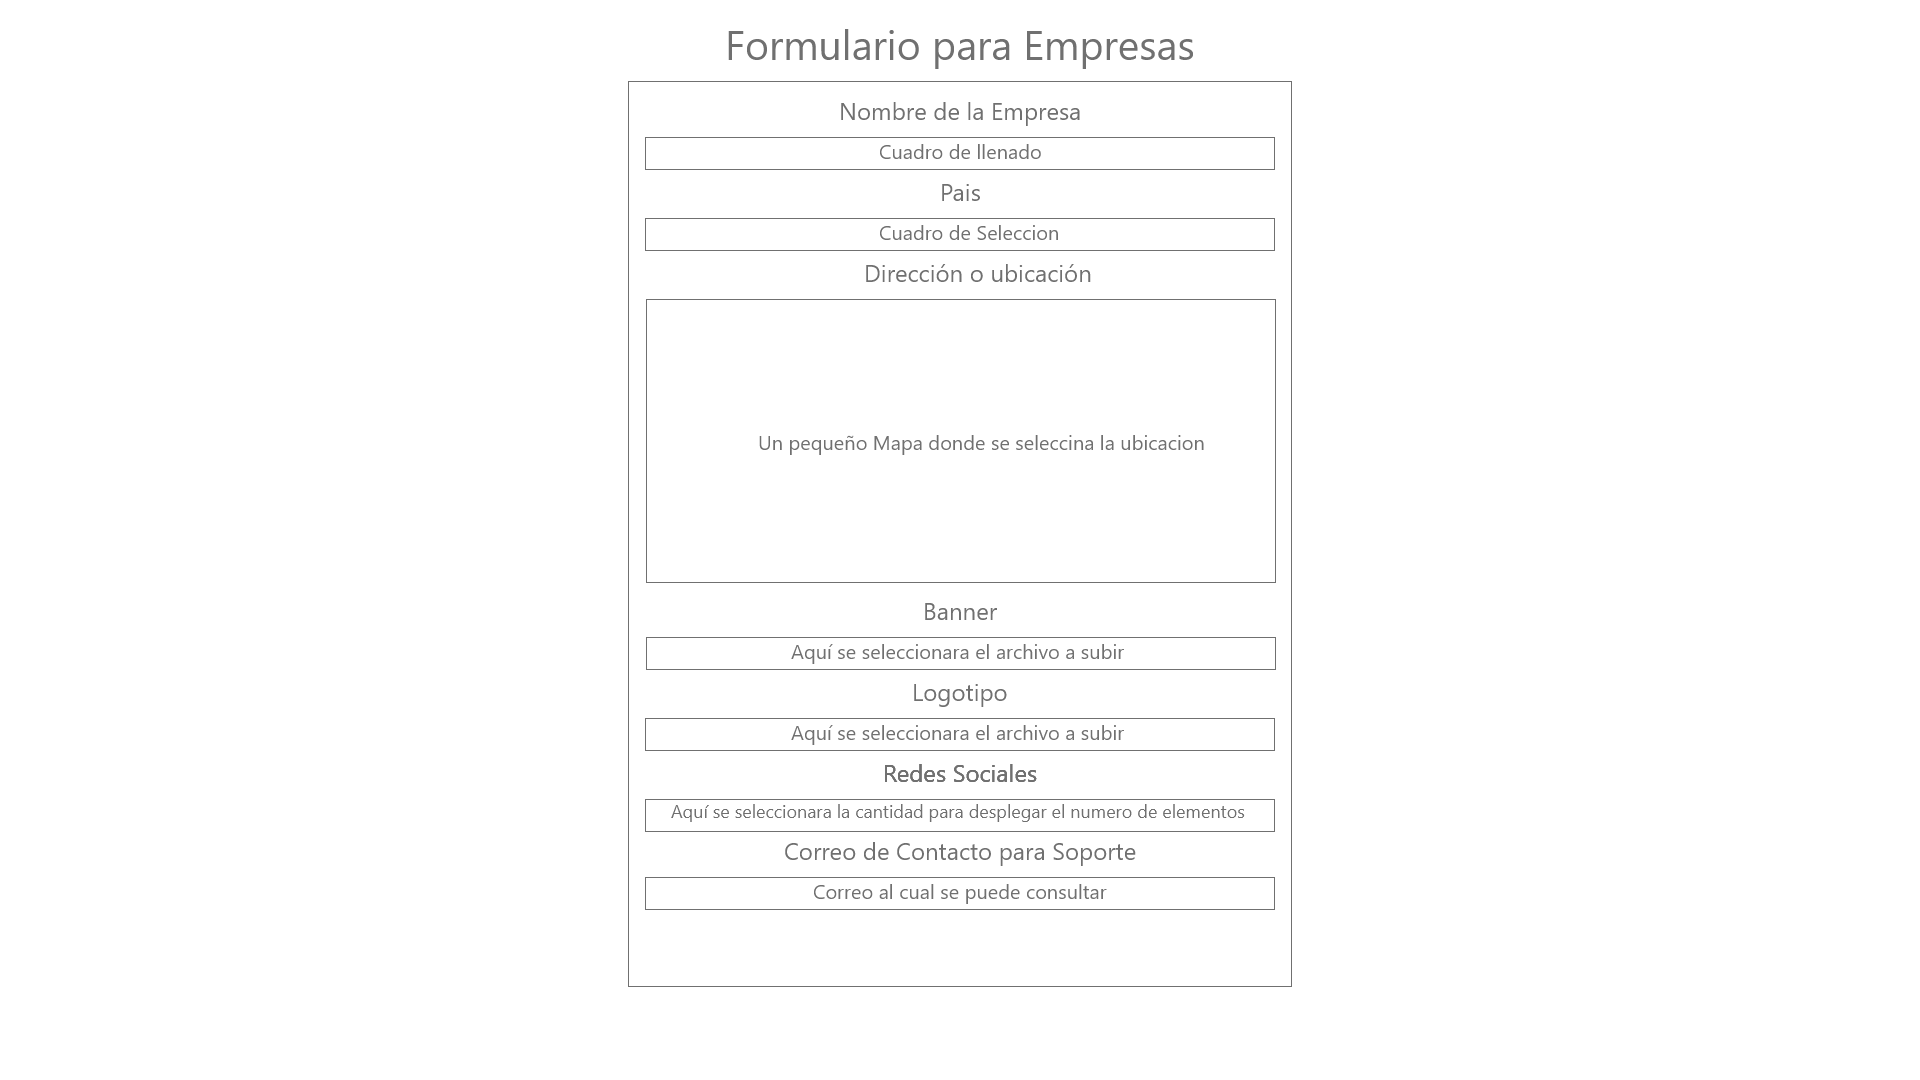 Formulario para Empresas
Nombre de la Empresa
Cuadro de llenado
Pais
Cuadro de Seleccion
Dirección o ubicación
Un pequeño Mapa donde se seleccina la ubicacion
Banner
Aquí se seleccionara el archivo a subir
Logotipo
Aquí se seleccionara el archivo a subir
Redes Sociales
Aquí se seleccionara la cantidad para desplegar el numero de elementos
Correo de Contacto para Soporte
Correo al cual se puede consultar